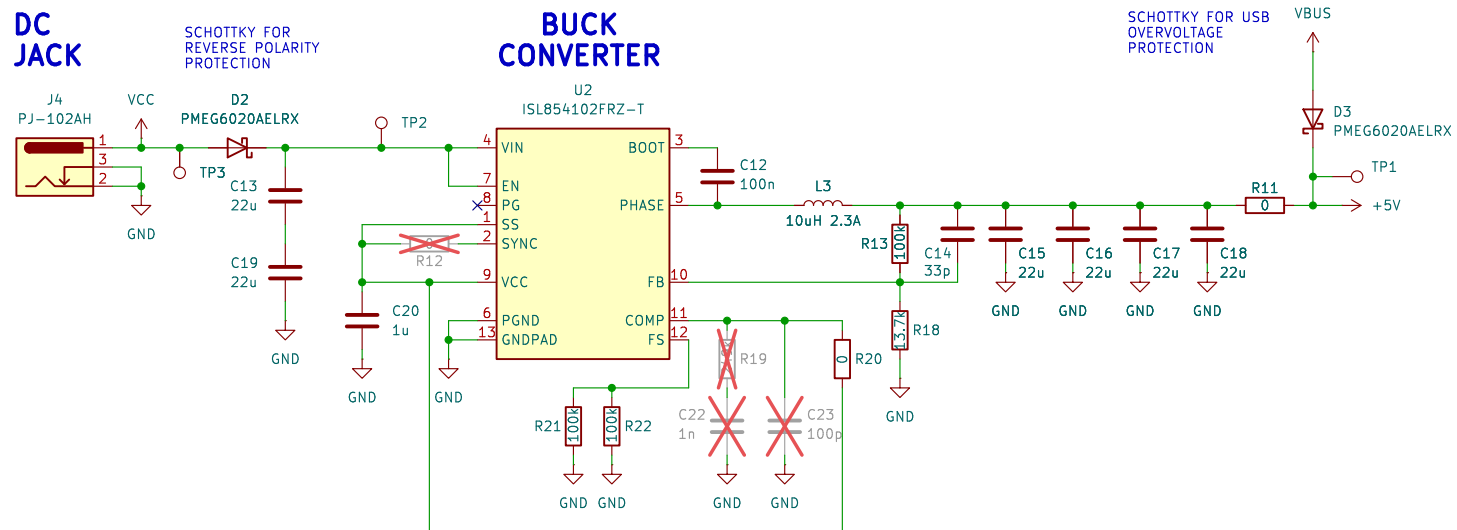 DC
JACK
SCHOTTKY FOR
REVERSE POLARITY
PROTECTION
BUCK
CONVERTER
SCHOTTKY FOR USB
OVERVOLTAGE
PROTECTION
VBUS
J4
PJ-102AH
1
3
2
VCC
GND
TP3
D2
PMEG6020AELRX
TP2
C13
22u
C19
22u
GND
U2
ISL854102FRZ-T
4 VIN
7 EN
8 PG
1 SS
2 SYNC
9 VCC
6 PGND
13 GNDPAD
BOOT 3
PHASE 5
FB 10
COMP 11
FS 12
R12
0
C20
1u
GND
GND
C12
100n
L3
10uH 2.3A
R13
100k
C14
33p
C15
22u
GND
C16
22u
GND
C17
22u
GND
C18
22u
GND
R11
0
D3
PMEG6020AELRX
TP1
+5V
R18
13.7k
GND
R19
R20
0
R21
100k
GND
R22
100k
GND
C22
1n
GND
C23
100p
GND